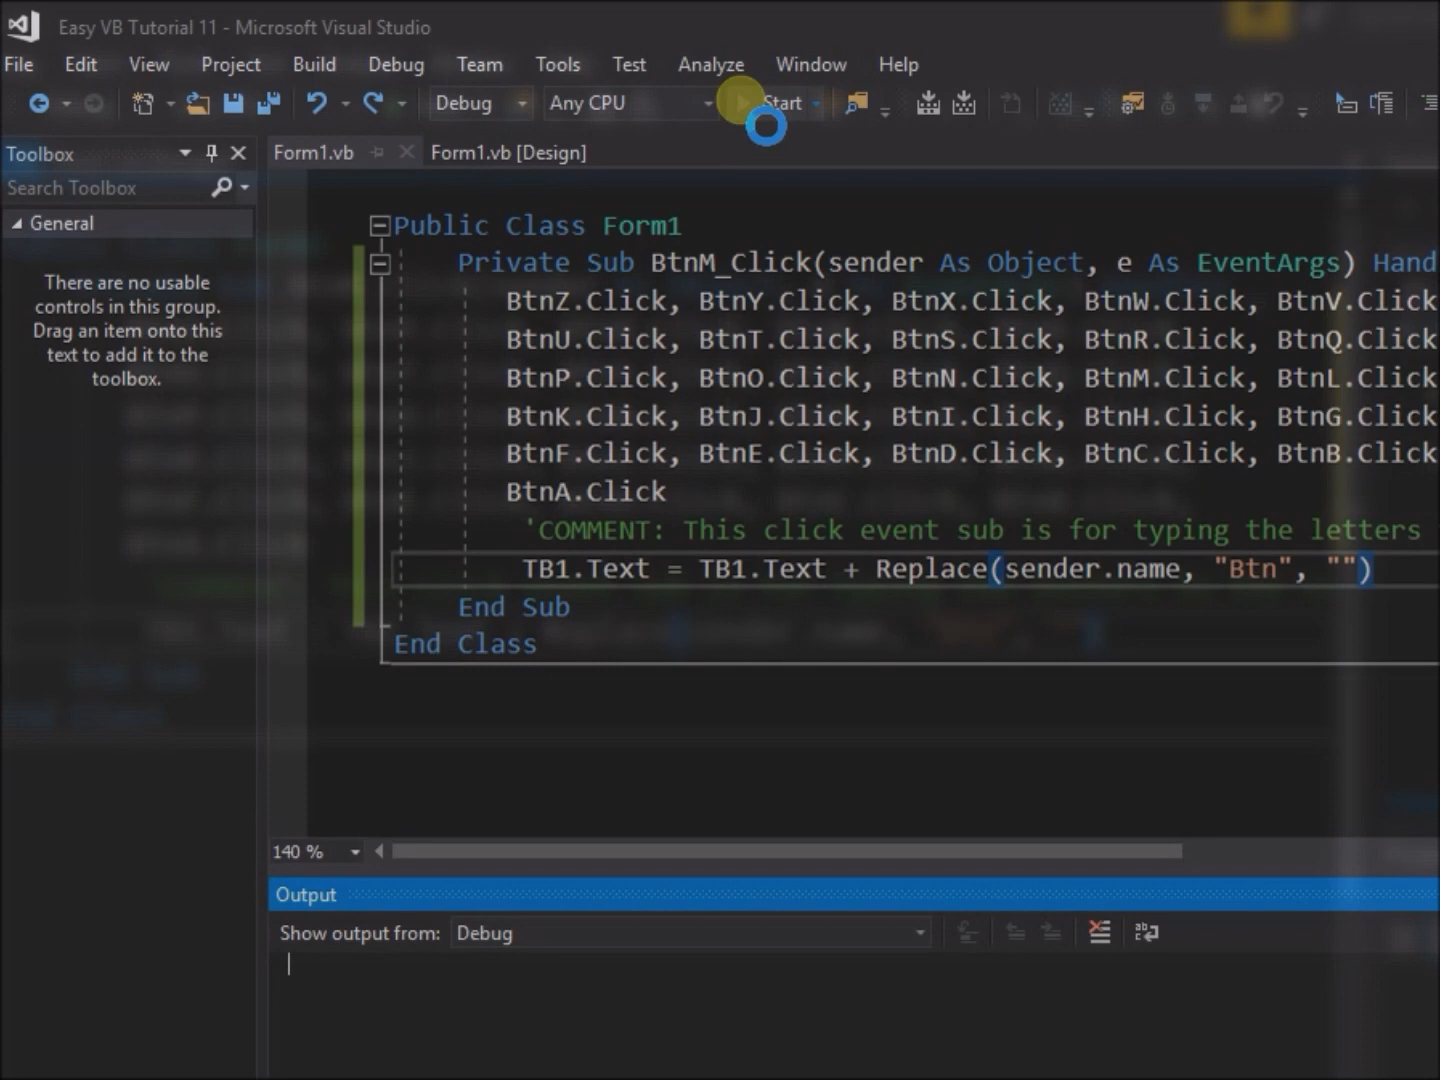 Easy VB Tutorial 11 - Microsoft Visual Studio
File Edit View Project Build Debug Team Tools Test Analyze Window Help
Debug Any CPU Start
Toolbox
Form1.vb Form1.vb [Design]
Search Toolbox
General
There are no usable
controls in this group.
Drag an item onto this
text to add it to the
toolbox.
Public Class Form1
Private Sub BtnM_Click(sender As Object, e As EventArgs) Hand
BtnZ.Click, BtnY.Click, BtnX.Click, BtnW.Click, BtnV.Click
BtnU.Click, BtnT.Click, BtnS.Click, BtnR.Click, BtnQ.Click
BtnP.Click, BtnO.Click, BtnN.Click, BtnM.Click, BtnL.Click
BtnK.Click, BtnJ.Click, BtnI.Click, BtnH.Click, BtnG.Click
BtnF.Click, BtnE.Click, BtnD.Click, BtnC.Click, BtnB.Click
BtnA.Click
'COMMENT: This click event sub is for typing the letters
TB1.Text = TB1.Text + Replace(sender.name, "Btn", "")
End Sub
End Class
140 %
Output
Show output from: Debug